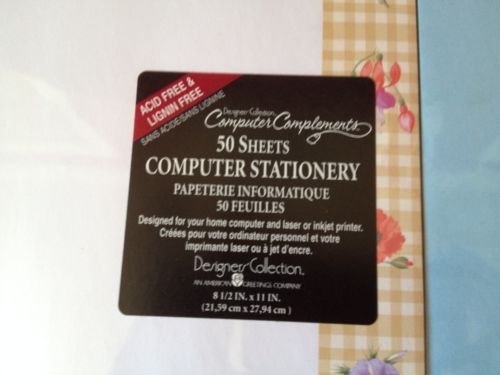 ACID FREE &
LIGNIN FREE
SANS ACIDE/SANS LIGNINE
Designers' Collection
Computer Complements
50 SHEETS
COMPUTER STATIONERY
PAPETERIE INFORMATIQUE
50 FEUILLES
Designed for your home computer and laser or inkjet printer.
Créées pour votre ordinateur personnel et votre
imprimante laser ou à jet d'encre.
Designers' Collection
AN AMERICAN GREETINGS COMPANY
8 1/2 IN. x 11 IN.
(21,59 cm x 27,94 cm)